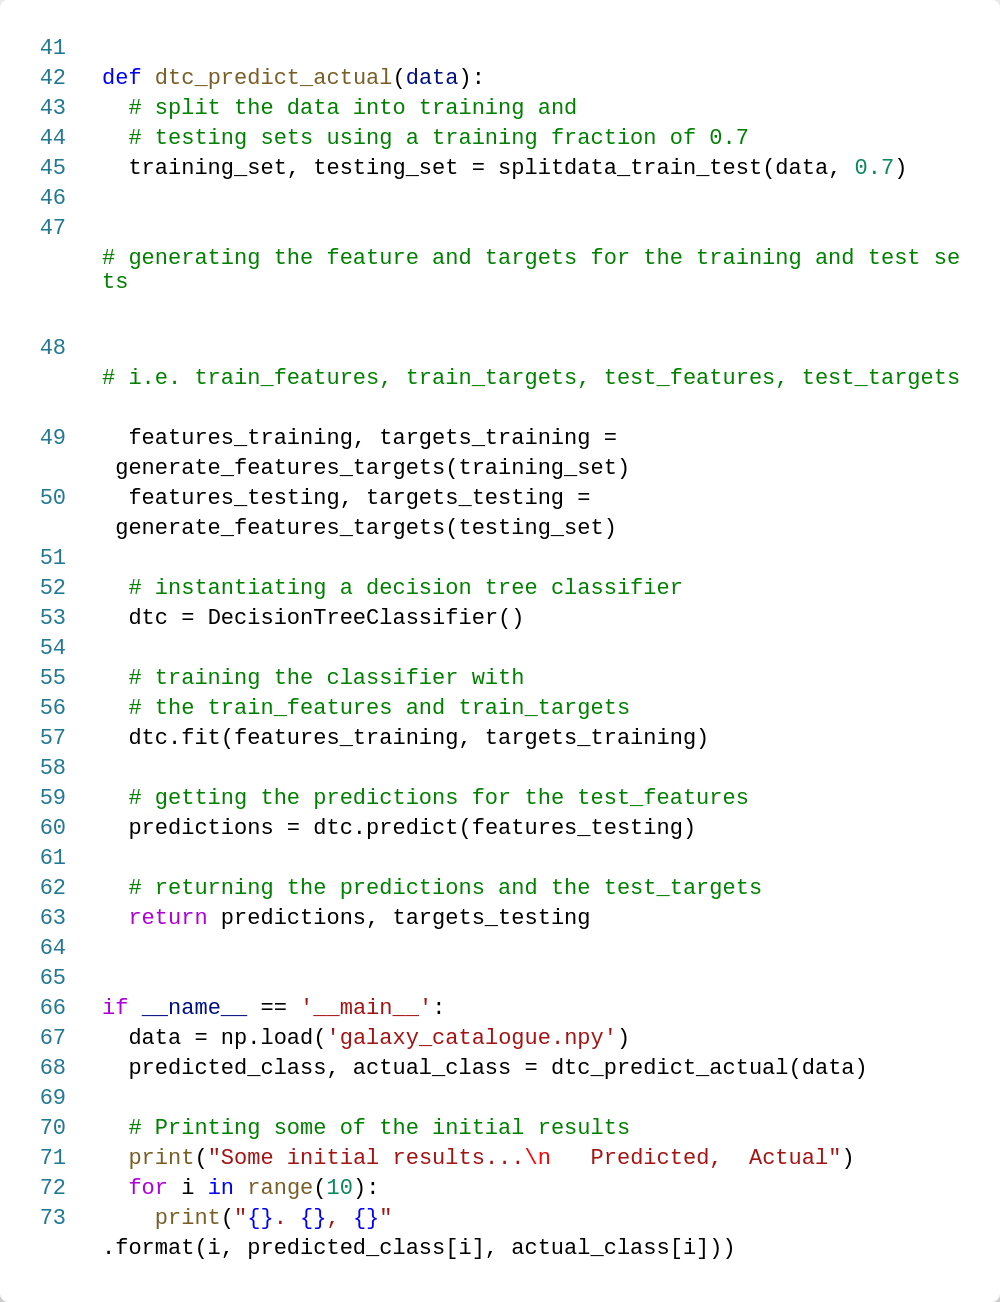 41
42 def dtc_predict_actual(data):
43   # split the data into training and
44   # testing sets using a training fraction of 0.7
45   training_set, testing_set = splitdata_train_test(data, 0.7)
46
47
# generating the feature and targets for the training and test se
ts
48
# i.e. train_features, train_targets, test_features, test_targets
49   features_training, targets_training =
 generate_features_targets(training_set)
50   features_testing, targets_testing =
 generate_features_targets(testing_set)
51
52   # instantiating a decision tree classifier
53   dtc = DecisionTreeClassifier()
54
55   # training the classifier with
56   # the train_features and train_targets
57   dtc.fit(features_training, targets_training)
58
59   # getting the predictions for the test_features
60   predictions = dtc.predict(features_testing)
61
62   # returning the predictions and the test_targets
63   return predictions, targets_testing
64
65
66 if __name__ == '__main__':
67   data = np.load('galaxy_catalogue.npy')
68   predicted_class, actual_class = dtc_predict_actual(data)
69
70   # Printing some of the initial results
71   print("Some initial results...\n   Predicted,  Actual")
72   for i in range(10):
73     print("{}. {}, {}"
.format(i, predicted_class[i], actual_class[i]))